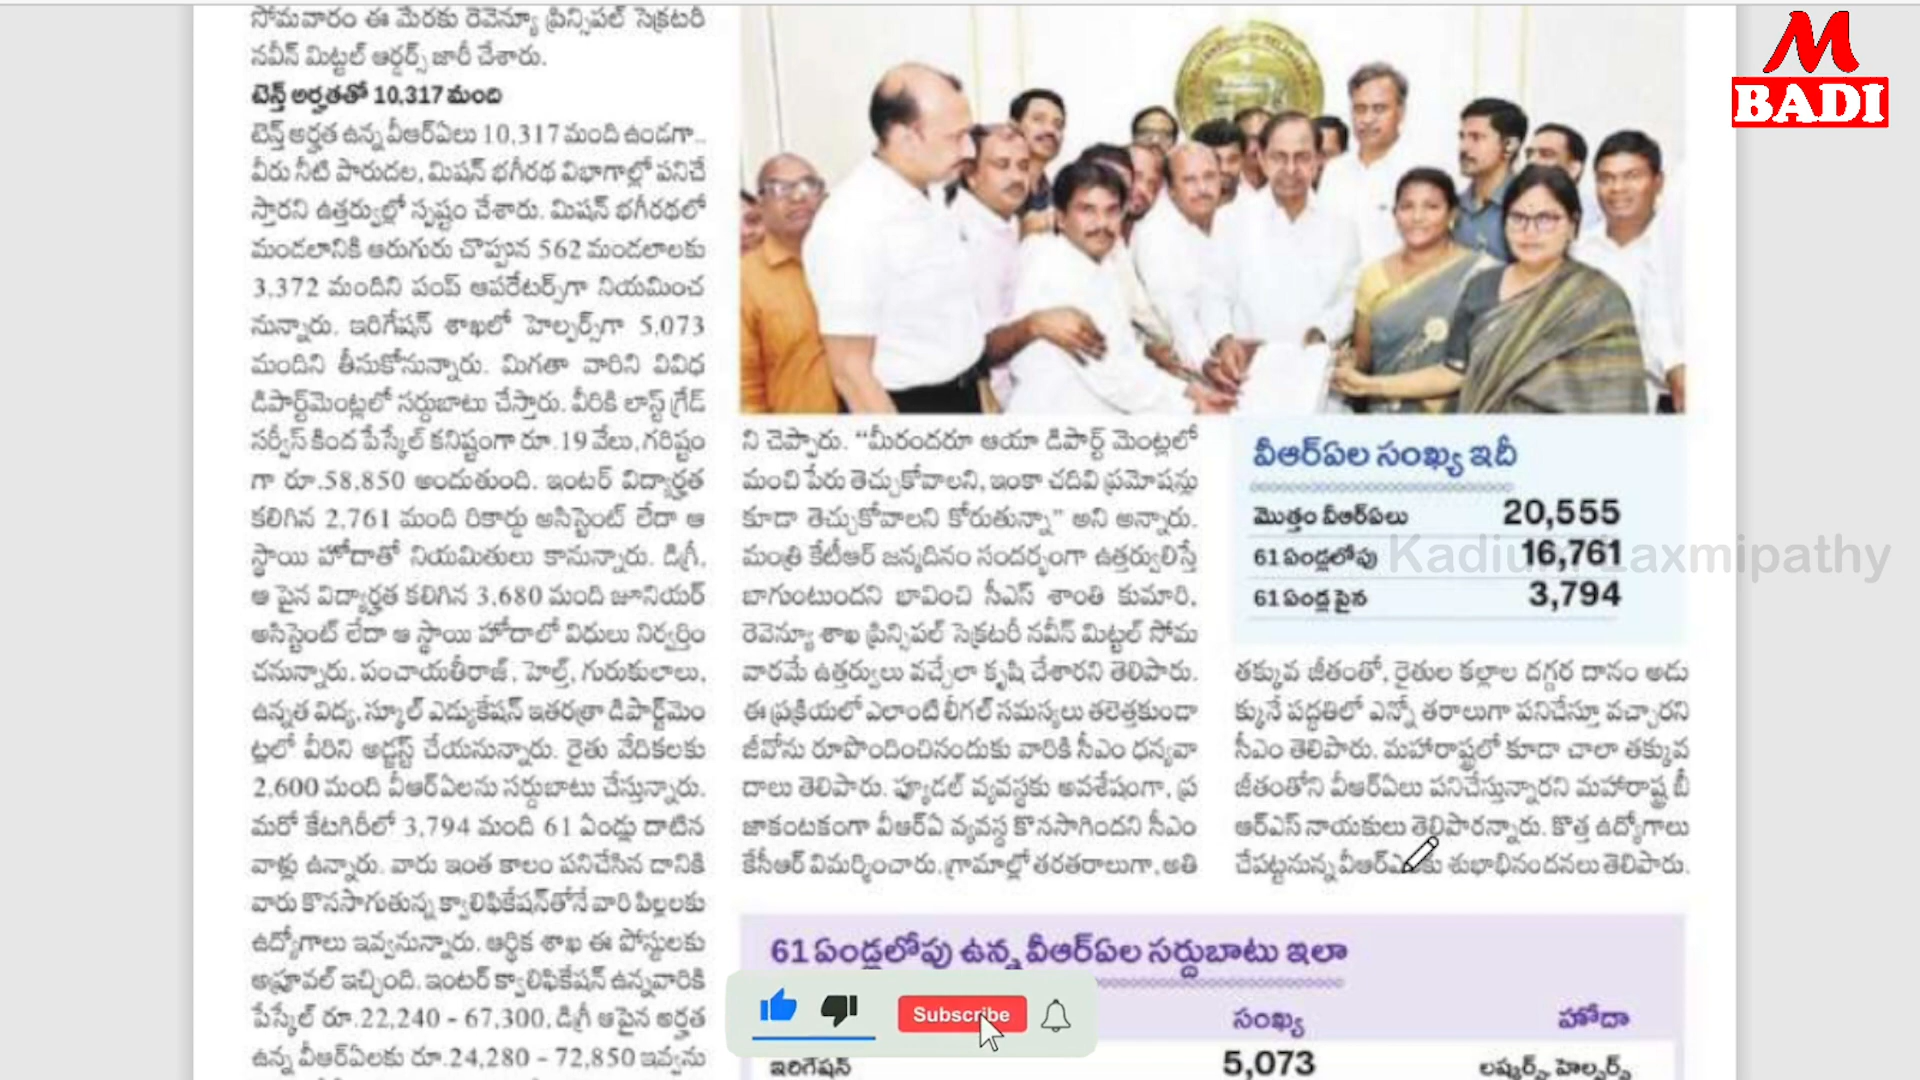 సోమవారం ఈ మేరకు రెవెన్యూ ప్రిన్సిపల్ సెక్రటరీ
నవీన్ మిట్టల్ ఆర్డర్స్ జారీ చేశారు.
టెన్త్ అర్హతతో 10,317 మంది
టెన్త్ అర్హత ఉన్న వీఆర్ఏలు 10,317 మంది ఉండగా..
వీరు నీటి పారుదల, మిషన్ భగీరథ విభాగాల్లో పనిచే
స్తారని ఉత్తర్వుల్లో స్పష్టం చేశారు. మిషన్ భగీరథలో
మండలానికి ఆరుగురు చొప్పున 562 మండలాలకు
3,372 మందిని పంప్ ఆపరేటర్స్‌గా నియమించ
నున్నారు. ఇరిగేషన్ శాఖలో హెల్పర్స్‌గా 5,073
మందిని తీసుకోనున్నారు. మిగతా వారిని వివిధ
డిపార్ట్‌మెంట్లలో సర్దుబాటు చేస్తారు. వీరికి లాస్ట్ గ్రేడ్
సర్వీస్ కింద పేస్కేల్ కనిష్టంగా రూ.19 వేలు, గరిష్టం
గా రూ.58,850 అందుతుంది. ఇంటర్ విద్యార్హత
కలిగిన 2,761 మంది రికార్డు అసిస్టెంట్ లేదా ఆ
స్థాయి హోదాతో నియమితులు కానున్నారు. డిగ్రీ,
ఆ పైన విద్యార్హత కలిగిన 3,680 మంది జూనియర్
అసిస్టెంట్ లేదా ఆ స్థాయి హోదాలో విధులు నిర్వర్తిం
చనున్నారు. పంచాయతీరాజ్, హెల్త్, గురుకులాలు,
ఉన్నత విద్య, స్కూల్ ఎడ్యుకేషన్ ఇతరత్రా డిపార్ట్‌మెం
ట్లలో వీరిని అడ్జస్ట్ చేయనున్నారు. రైతు వేదికలకు
2,600 మంది వీఆర్ఏలను సర్దుబాటు చేస్తున్నారు.
మరో కేటగిరీలో 3,794 మంది 61 ఏండ్లు దాటిన
వాళ్లు ఉన్నారు. వారు ఇంత కాలం పనిచేసిన దానికి
వారు కొనసాగుతున్న క్వాలిఫికేషన్‌తోనే వారి పిల్లలకు
ఉద్యోగాలు ఇవ్వనున్నారు. ఆర్థిక శాఖ ఈ పోస్టులకు
అప్రూవల్ ఇచ్చింది. ఇంటర్ క్వాలిఫికేషన్ ఉన్నవారికి
పేస్కేల్ రూ.22,240 - 67,300, డిగ్రీ ఆపైన అర్హత
ఉన్న వీఆర్ఏలకు రూ.24,280 - 72,850 ఇవ్వను
ని చెప్పారు. “మీరందరూ ఆయా డిపార్ట్ మెంట్లలో
మంచి పేరు తెచ్చుకోవాలని, ఇంకా చదివి ప్రమోషన్లు
కూడా తెచ్చుకోవాలని కోరుతున్నా” అని అన్నారు.
మంత్రి కేటీఆర్ జన్మదినం సందర్భంగా ఉత్తర్వులిస్తే
బాగుంటుందని భావించి సీఎస్ శాంతి కుమారి,
రెవెన్యూ శాఖ ప్రిన్సిపల్ సెక్రటరీ నవీన్ మిట్టల్ సోమ
వారమే ఉత్తర్వులు వచ్చేలా కృషి చేశారని తెలిపారు.
ఈ ప్రక్రియలో ఎలాంటి లీగల్ సమస్యలు తలెత్తకుండా
జీవోను రూపొందించినందుకు వారికి సీఎం ధన్యవా
దాలు తెలిపారు. ఫ్యూడల్ వ్యవస్థకు అవశేషంగా, ప్ర
జాకంటకంగా వీఆర్ఏ వ్యవస్థ కొనసాగిందని సీఎం
కేసీఆర్ విమర్శించారు. గ్రామాల్లో తరతరాలుగా, అతి
వీఆర్ఏల సంఖ్య ఇదీ
మొత్తం వీఆర్ఏలు 20,555
61 ఏండ్లలోపు 16,761
61 ఏండ్ల పైన 3,794
తక్కువ జీతంతో, రైతుల కల్లాల దగ్గర దానం అడు
క్కునే పద్ధతిలో ఎన్నో తరాలుగా పనిచేస్తూ వచ్చారని
సీఎం తెలిపారు. మహారాష్ట్రలో కూడా చాలా తక్కువ
జీతంతోని వీఆర్ఏలు పనిచేస్తున్నారని మహారాష్ట్ర బీ
ఆర్ఎస్ నాయకులు తెలిపారన్నారు. కొత్త ఉద్యోగాలు
చేపట్టనున్న వీఆర్ఏలకు శుభాభినందనలు తెలిపారు.
61 ఏండ్లలోపు ఉన్న వీఆర్ఏల సర్దుబాటు ఇలా
సంఖ్య హోదా
ఇరిగేషన్ 5,073 లష్కర్స్, హెల్పర్స్
Subscribe
M
BADI
Laxmipathy